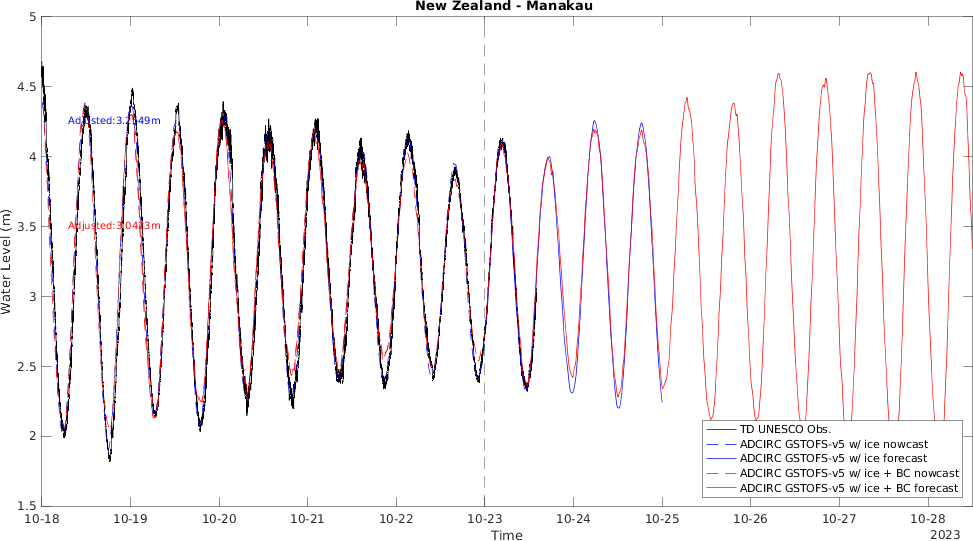 New Zealand - Manakau
5
4.5
4
3.5
3
2.5
2
1.5
Water Level (m)
Adjusted:3.0423m
10-18
10-19
10-20
10-21
10-22
10-23
10-24
10-25
10-26
10-27
10-28
Time
2023
TD UNESCO Obs.
ADCIRC GSTOFS-v5 w/ ice nowcast
ADCIRC GSTOFS-v5 w/ ice forecast
ADCIRC GSTOFS-v5 w/ ice + BC nowcast
ADCIRC GSTOFS-v5 w/ ice + BC forecast